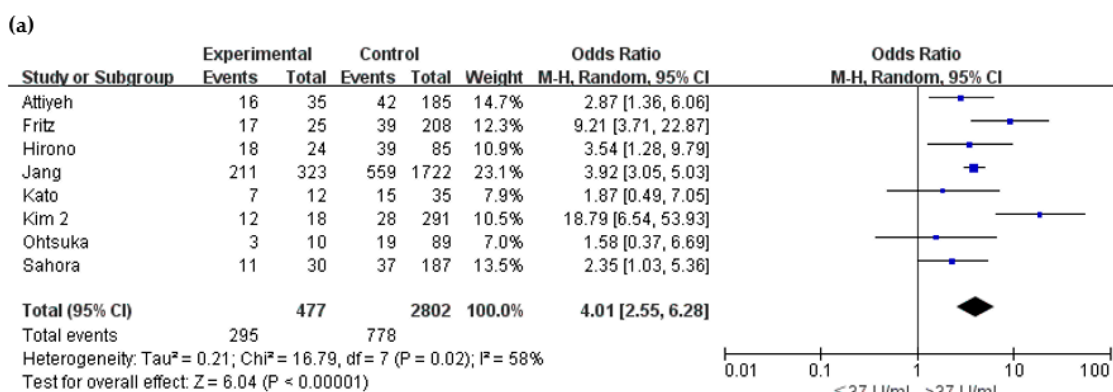 (a)
Experimental Control Odds Ratio Odds Ratio
Study or Subgroup Events Total Events Total Weight M-H, Random, 95% CI M-H, Random, 95% CI
Attiyeh 16 35 42 185 14.7% 2.87 [1.36, 6.06]
Fritz 17 25 39 208 12.3% 9.21 [3.71, 22.87]
Hirono 18 24 39 85 10.9% 3.54 [1.28, 9.79]
Jang 211 323 559 1722 23.1% 3.92 [3.05, 5.03]
Kato 7 12 15 35 7.9% 1.87 [0.49, 7.05]
Kim 2 12 18 28 291 10.5% 18.79 [6.54, 53.93]
Ohtsuka 3 10 19 89 7.0% 1.58 [0.37, 6.69]
Sahora 11 30 37 187 13.5% 2.35 [1.03, 5.36]
Total (95% CI) 477 2802 100.0% 4.01 [2.55, 6.28]
Total events 295 778
Heterogeneity: Tau² = 0.21; Chi² = 16.79, df = 7 (P = 0.02); I² = 58%
Test for overall effect: Z = 6.04 (P < 0.00001)
0.01 0.1 1 10 100
≤37 U/mL >37 U/mL